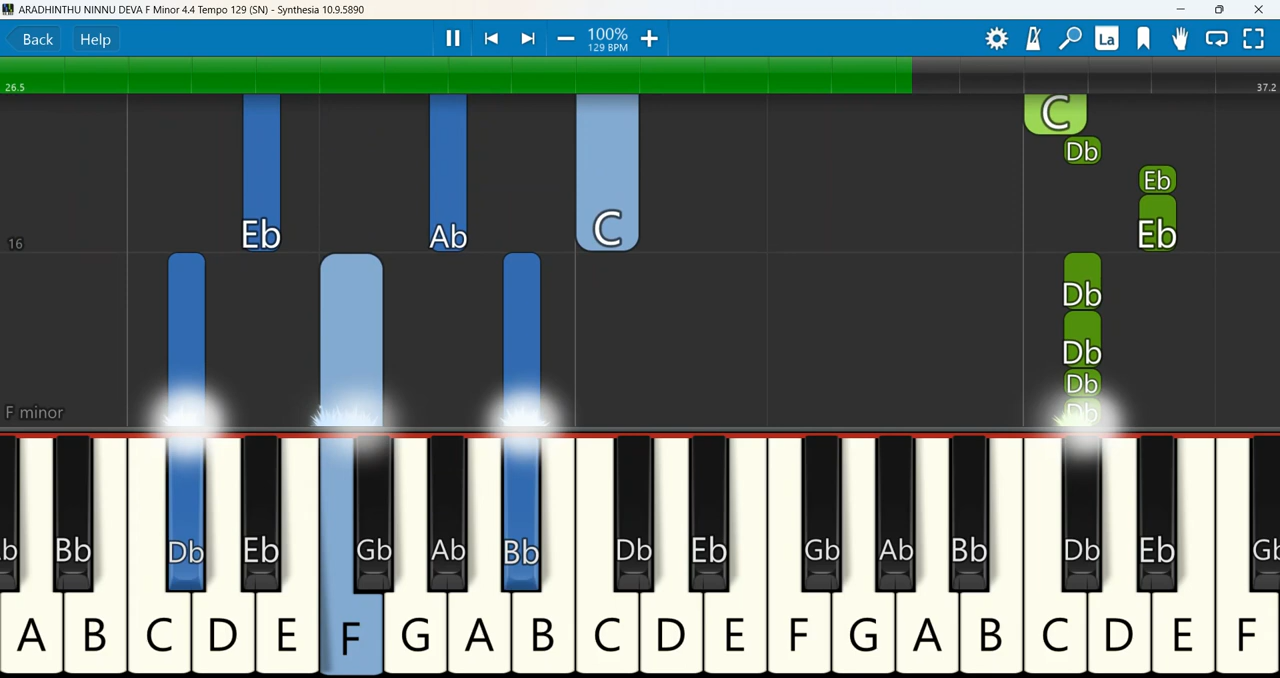 ARADHINTHU NINNU DEVA F Minor 4.4 Tempo 129 (SN) - Synthesia 10.9.5890
Back Help 100% La
129 BPM
26.5 37.2
C
Db
Eb
Eb Ab C Eb
16
Db
Db
Db
F minor Db
b Bb Db Eb Gb Ab Bb Db Eb Gb Ab Bb Db Eb Gb
A B C D E F G A B C D E F G A B C D E F